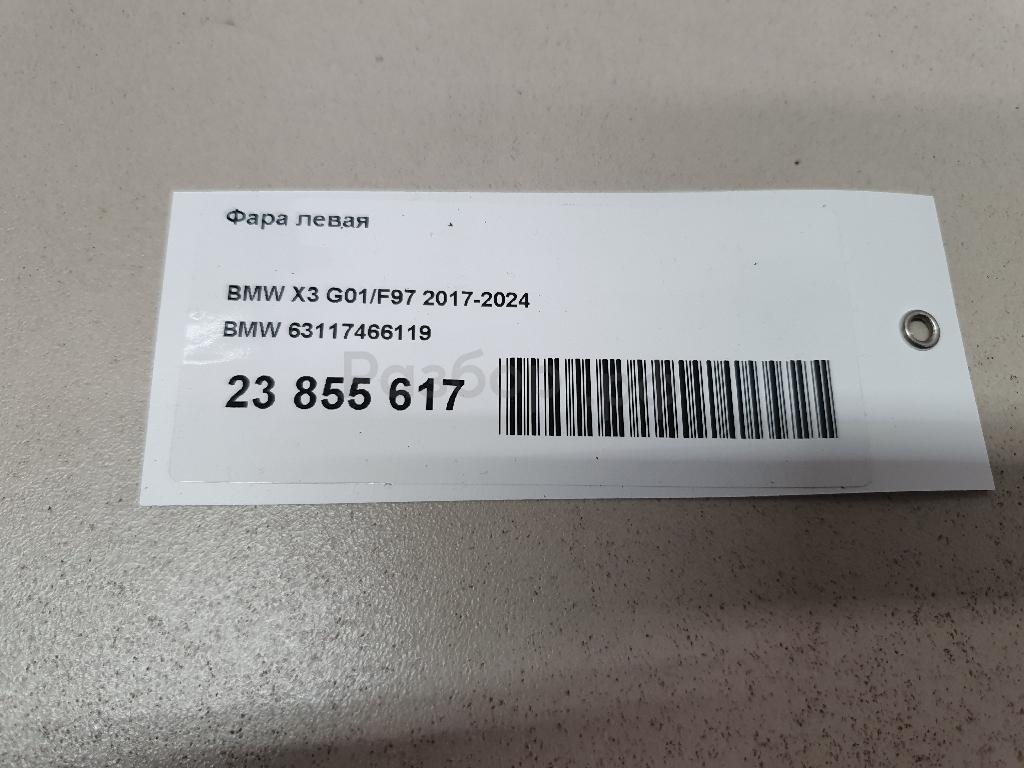 Фара левая
BMW X3 G01/F97 2017-2024
BMW 63117466119
23 855 617